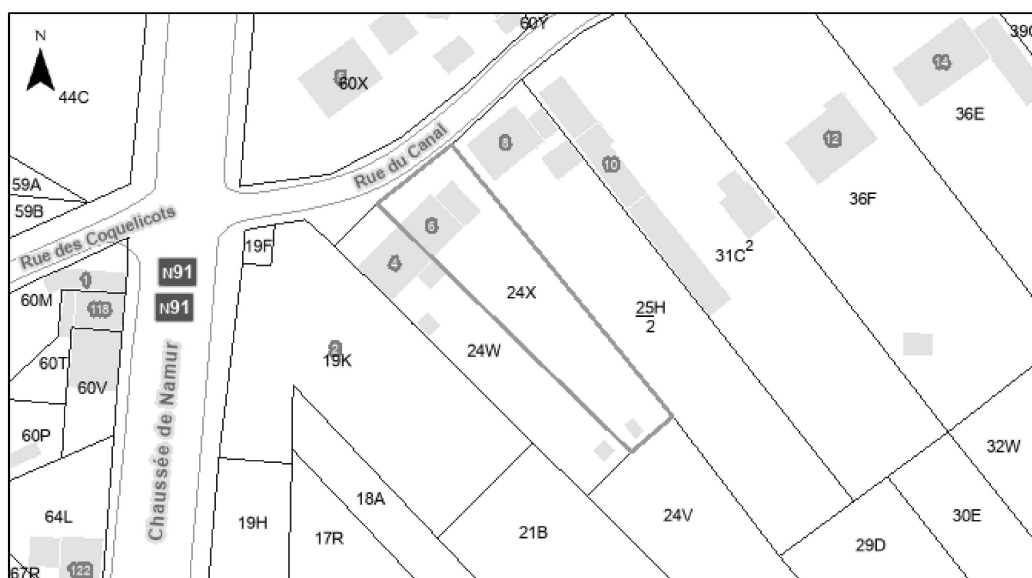 60Y
39C
N
14
44C
60X
36E
8
12
10
Rue du Canal
59A
36F
59B
6
Rue des Coquelicots
19F
4
31C²
N91
1
24X
60M
118
N91
25H
2
24W
2
60T
19K
60V
60P
32W
Chaussée de Namur
18A
64L
19H
24V
30E
17R
21B
29D
67R
122